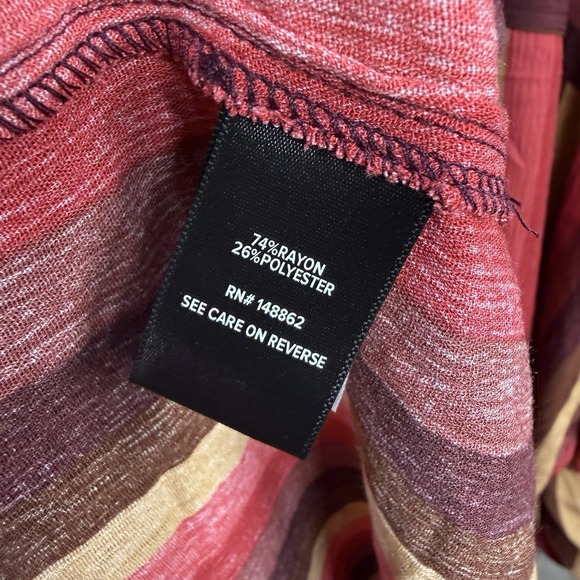 74%RAYON
26%POLYESTER
RN# 148862
SEE CARE ON REVERSE